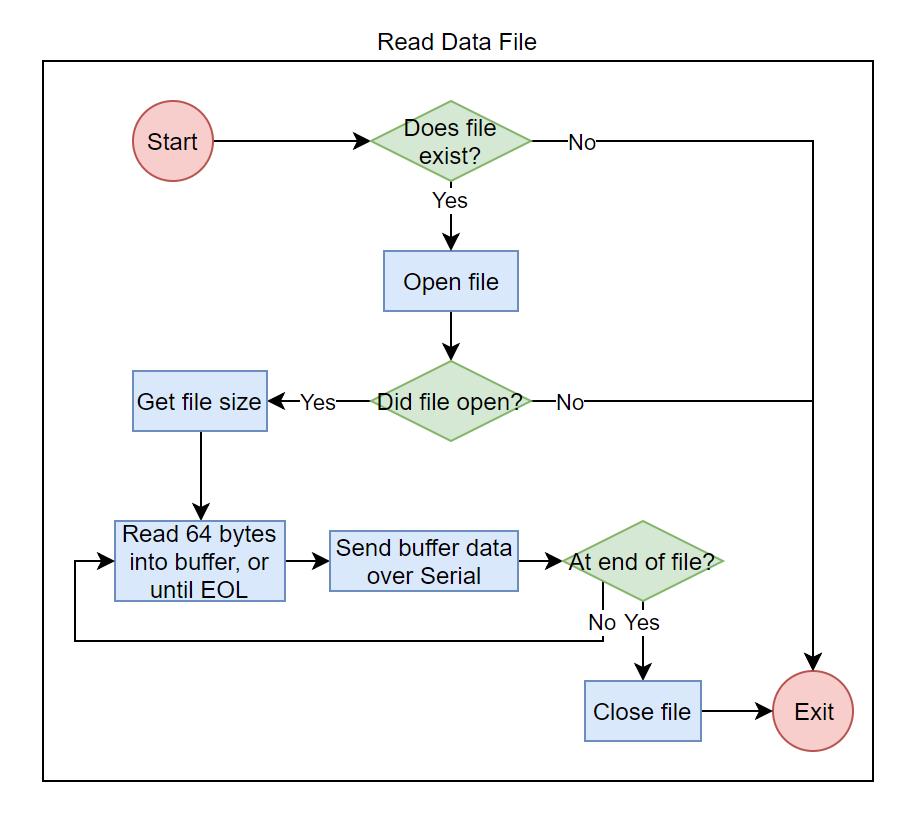 Read Data File
Start
Does file
exist?
No
Yes
Open file
Get file size
Yes
Did file open?
No
Read 64 bytes
into buffer, or
until EOL
Send buffer data
over Serial
At end of file?
No
Yes
Close file
Exit